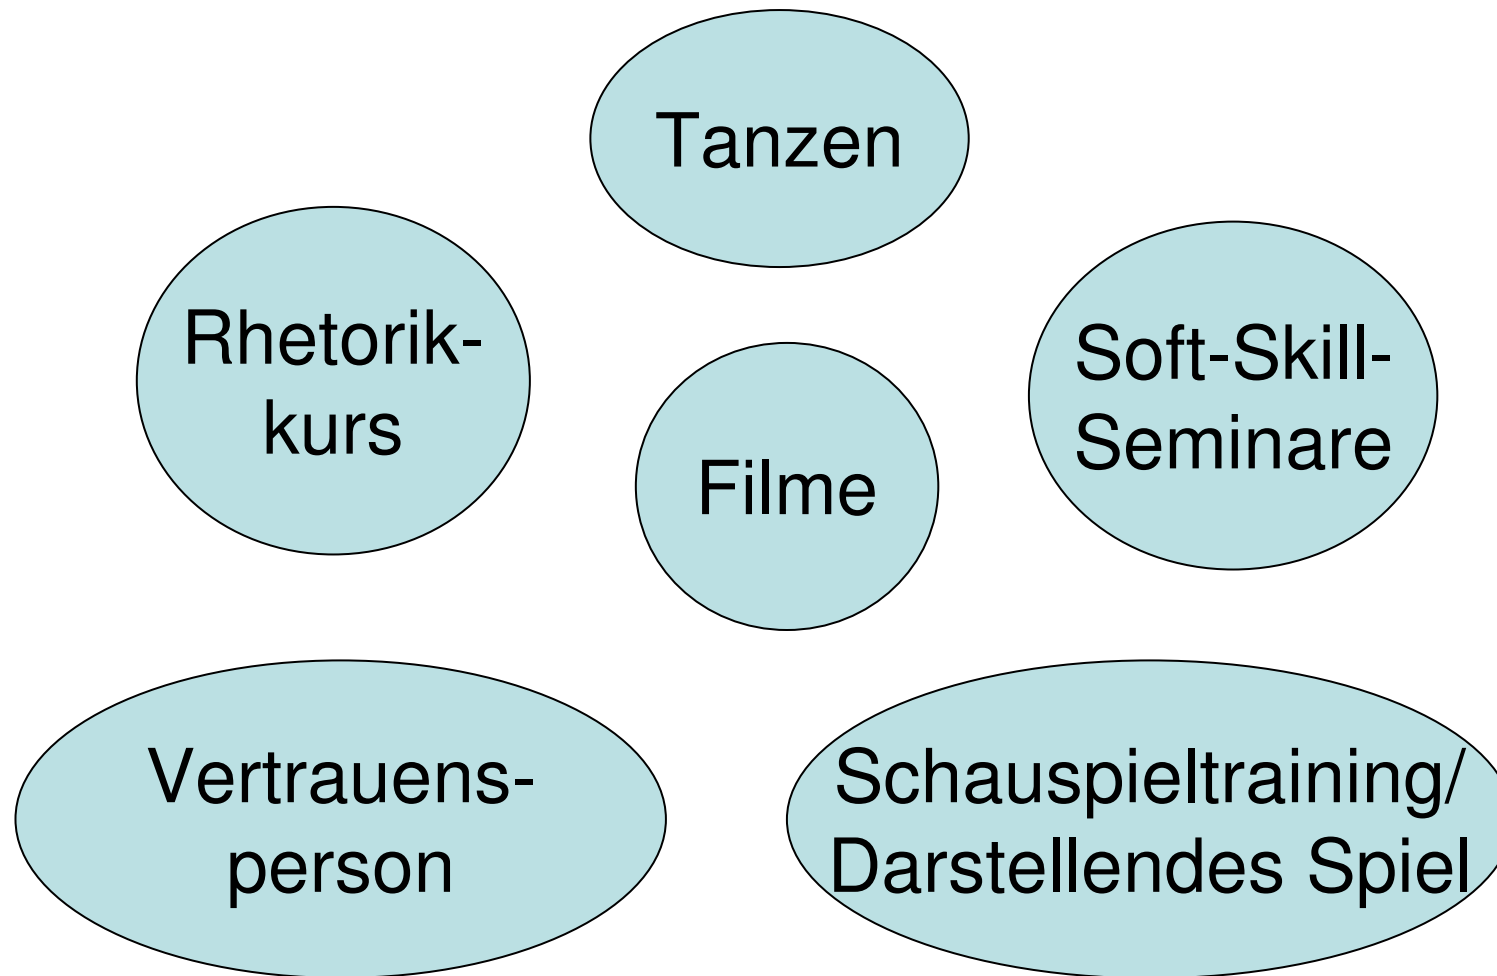 Tanzen
Rhetorik-
kurs
Soft-Skill-
Seminare
Filme
Vertrauens-
person
Schauspieltraining/
Darstellendes Spiel